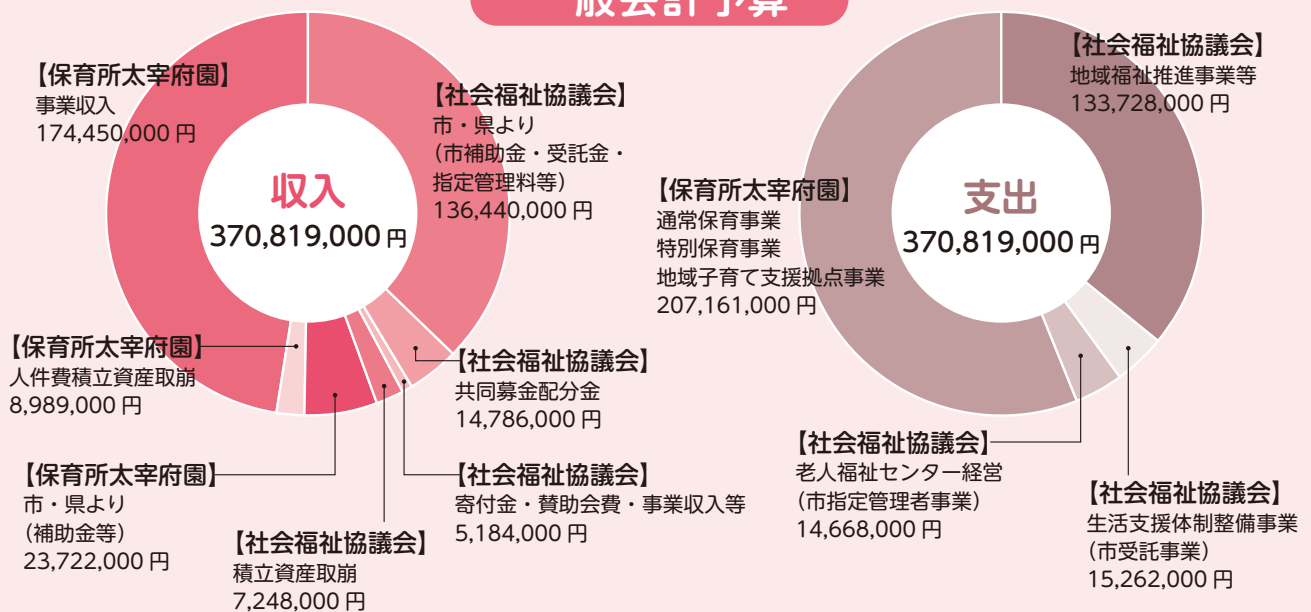 般会計予算
【保育所太宰府園】
事業収入
174,450,000 円
【社会福祉協議会】
市・県より
（市補助金・受託金・
指定管理料等）
136,440,000 円
収入
370,819,000 円
【保育所太宰府園】
人件費積立資産取崩
8,989,000 円
【社会福祉協議会】
共同募金配分金
14,786,000 円
【保育所太宰府園】
市・県より
（補助金等）
23,722,000 円
【社会福祉協議会】
積立資産取崩
7,248,000 円
【社会福祉協議会】
寄付金・賛助会費・事業収入等
5,184,000 円
【社会福祉協議会】
地域福祉推進事業等
133,728,000 円
【保育所太宰府園】
通常保育事業
特別保育事業
地域子育て支援拠点事業
207,161,000 円
支出
370,819,000 円
【社会福祉協議会】
老人福祉センター経営
（市指定管理者事業）
14,668,000 円
【社会福祉協議会】
生活支援体制整備事業
（市受託事業）
15,262,000 円